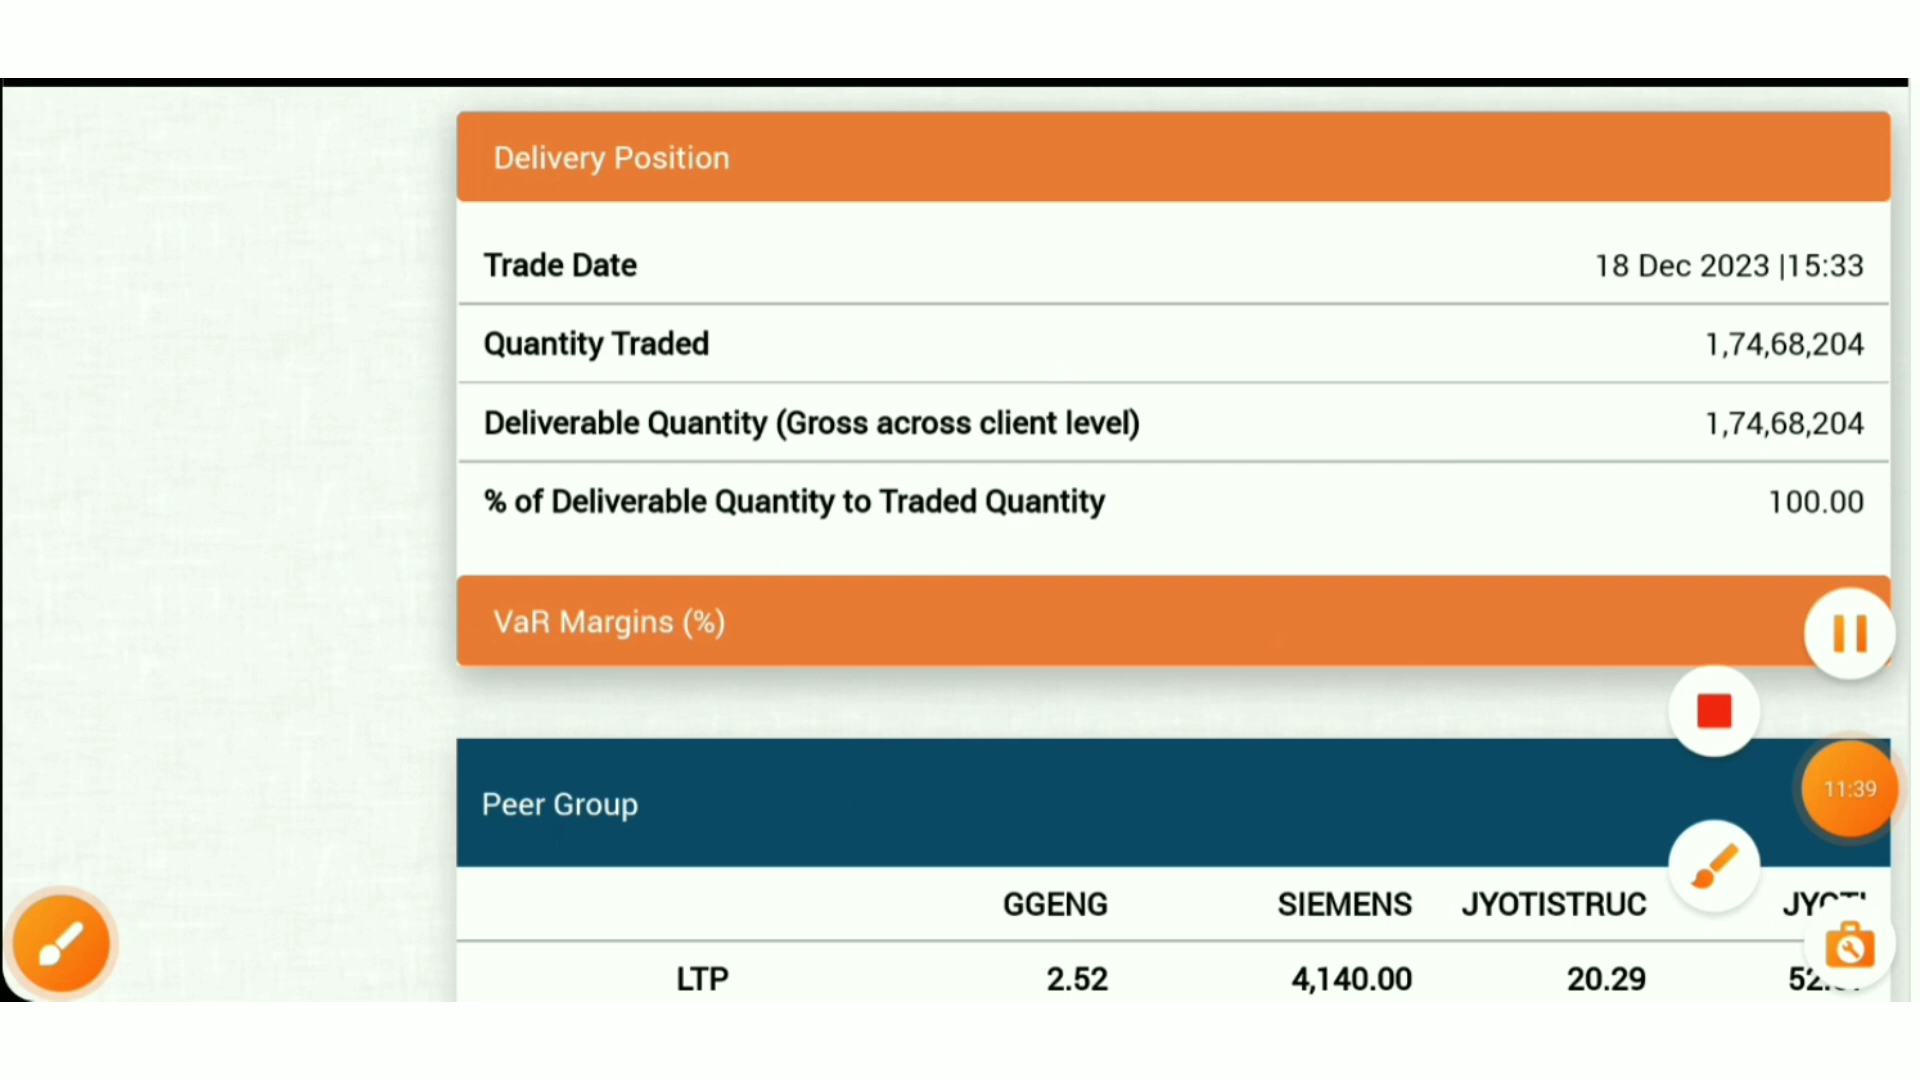 Delivery Position
Trade Date 18 Dec 2023 |15:33
Quantity Traded 1,74,68,204
Deliverable Quantity (Gross across client level) 1,74,68,204
% of Deliverable Quantity to Traded Quantity 100.00
VaR Margins (%)
11:39
Peer Group
GGENG SIEMENS JYOTISTRUC
LTP 2.52 4,140.00 20.29